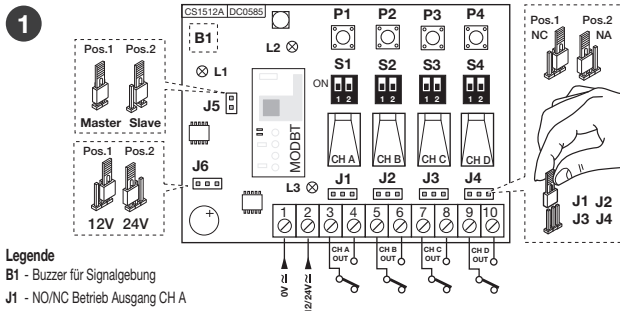 1
CS1512A DC0585
B1
L2
L1
J5
J6
L3
MODBT
P1 P2 P3 P4
S1 S2 S3 S4
ON
1 2 1 2 1 2 1 2
CH A CH B CH C CH D
J1 J2 J3 J4
1 2 3 4 5 6 7 8 9 10
+
CH A OUT
CH B OUT
CH C OUT
CH D OUT
0V ≂
12/24V ≂
Pos.1 Pos.2
Master Slave
Pos.1 Pos.2
12V 24V
Pos.1 Pos.2
NC NA
J1 J2
J3 J4
Legende
B1 - Buzzer für Signalgebung
J1 - NO/NC Betrieb Ausgang CH A